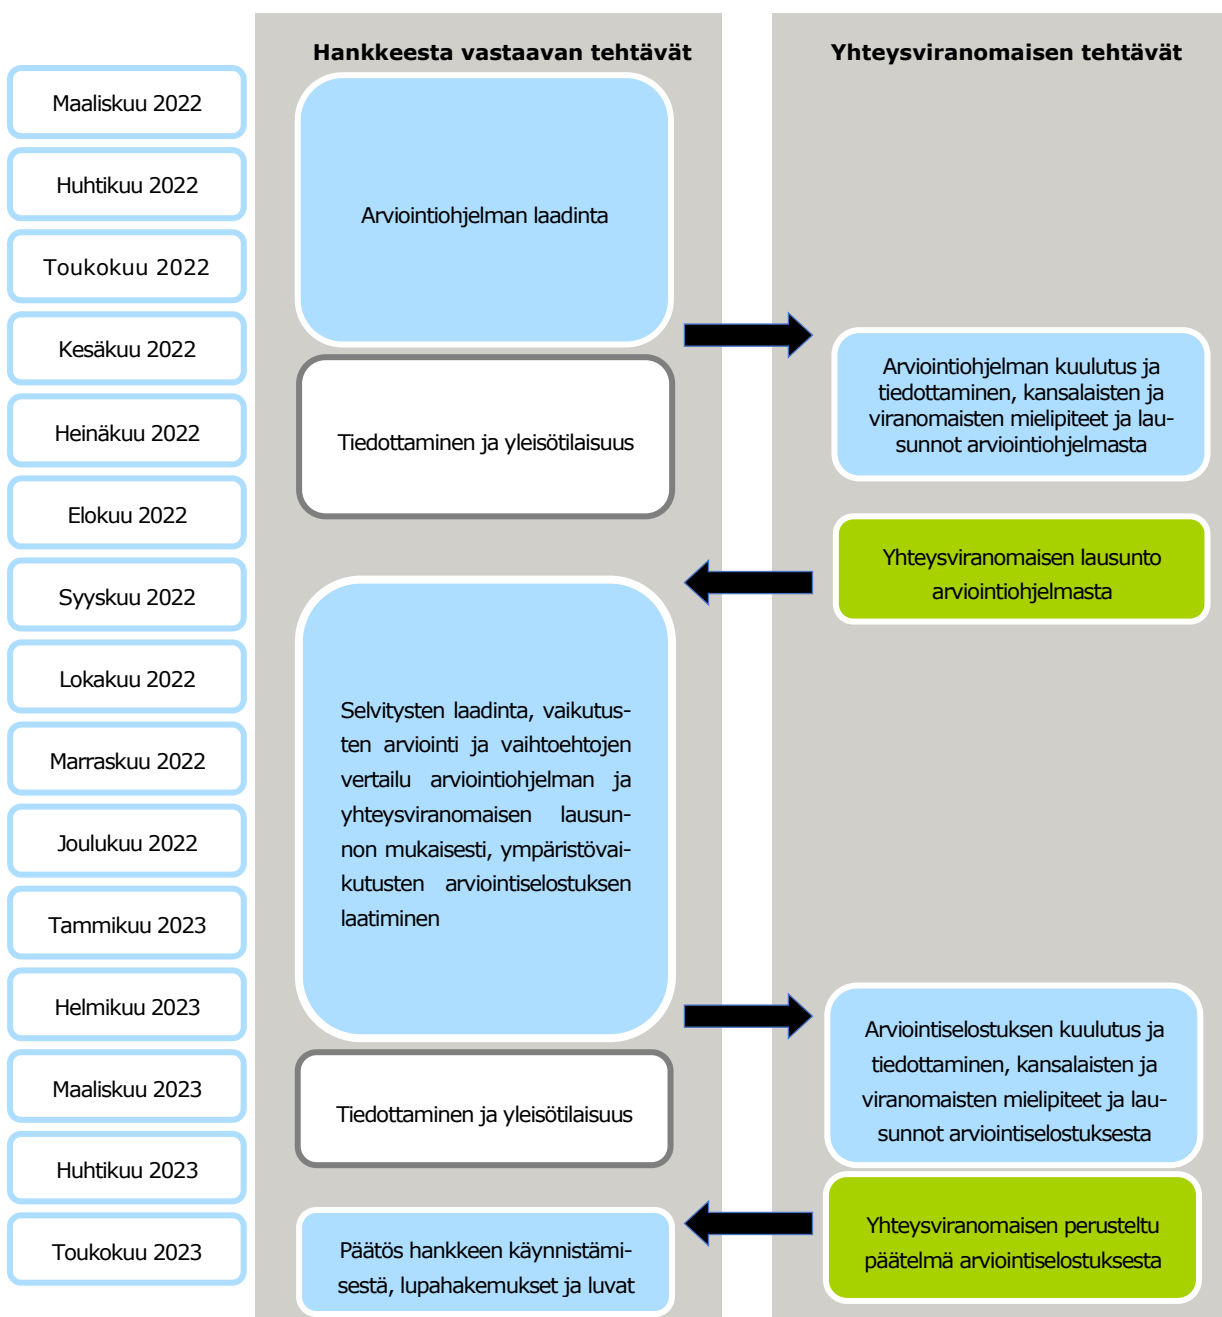 Hankkeesta vastaavan tehtävät
Yhteysviranomaisen tehtävät
Maaliskuu 2022
Huhtikuu 2022
Toukokuu 2022
Kesäkuu 2022
Heinäkuu 2022
Elokuu 2022
Syyskuu 2022
Lokakuu 2022
Marraskuu 2022
Joulukuu 2022
Tammikuu 2023
Helmikuu 2023
Maaliskuu 2023
Huhtikuu 2023
Toukokuu 2023
Arviointiohjelman laadinta
Tiedottaminen ja yleisötilaisuus
Selvitysten laadinta, vaikutus-
ten arviointi ja vaihtoehtojen
vertailu arviointiohjelman ja
yhteysviranomaisen lausun-
non mukaisesti, ympäristövai-
kutusten arviointiselostuksen
laatiminen
Tiedottaminen ja yleisötilaisuus
Päätös hankkeen käynnistämi-
sestä, lupahakemukset ja luvat
Arviointiohjelman kuulutus ja
tiedottaminen, kansalaisten ja
viranomaisten mielipiteet ja lau-
sunnot arviointiohjelmasta
Yhteysviranomaisen lausunto
arviointiohjelmasta
Arviointiselostuksen kuulutus ja
tiedottaminen, kansalaisten ja
viranomaisten mielipiteet ja lau-
sunnot arviointiselostuksesta
Yhteysviranomaisen perusteltu
päätelmä arviointiselostuksesta